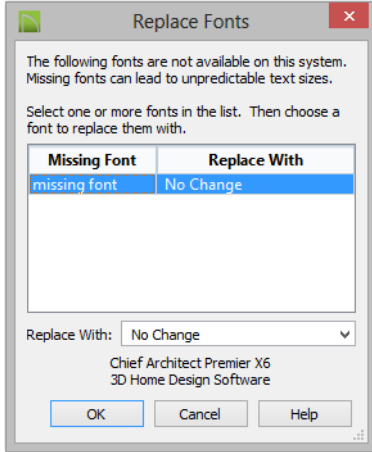 Replace Fonts
The following fonts are not available on this system.
Missing fonts can lead to unpredictable text sizes.
Select one or more fonts in the list.  Then choose a
font to replace them with.
Missing Font Replace With
missing font No Change
Replace With: No Change
Chief Architect Premier X6
3D Home Design Software
OK Cancel Help